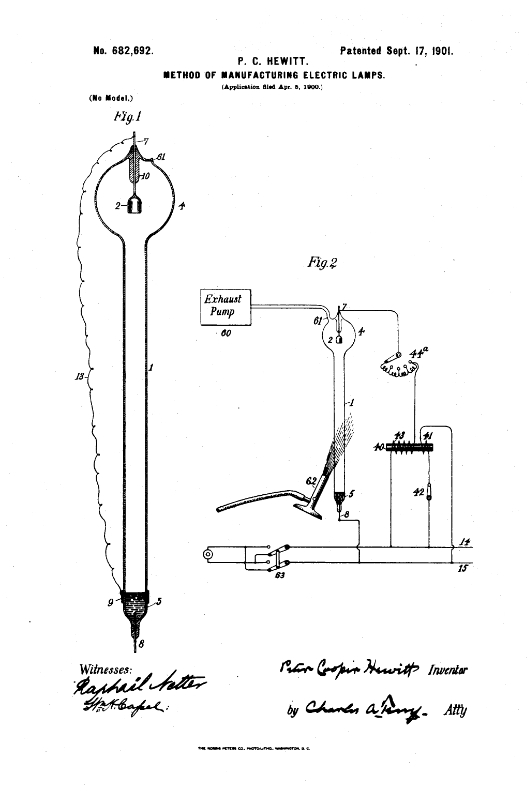 No. 682,692.
Patented Sept. 17, 1901.
P. C. HEWITT.
METHOD OF MANUFACTURING ELECTRIC LAMPS.
(Application filed Apr. 5, 1900.)
(No Model.)
Fig.1
7
61
10
2
4
1
13
9
5
8
Fig.2
Exhaust
Pump
60
61
7
4
2
44a
1
43
41
40
42
62
5
8
14
15
63
Witnesses:
Raphaël Netter
Wm H. Capel.
Peter Cooper Hewitt Inventor
by Charles A. Terry. Atty
THE NORRIS PETERS CO., PHOTO-LITHO., WASHINGTON, D. C.